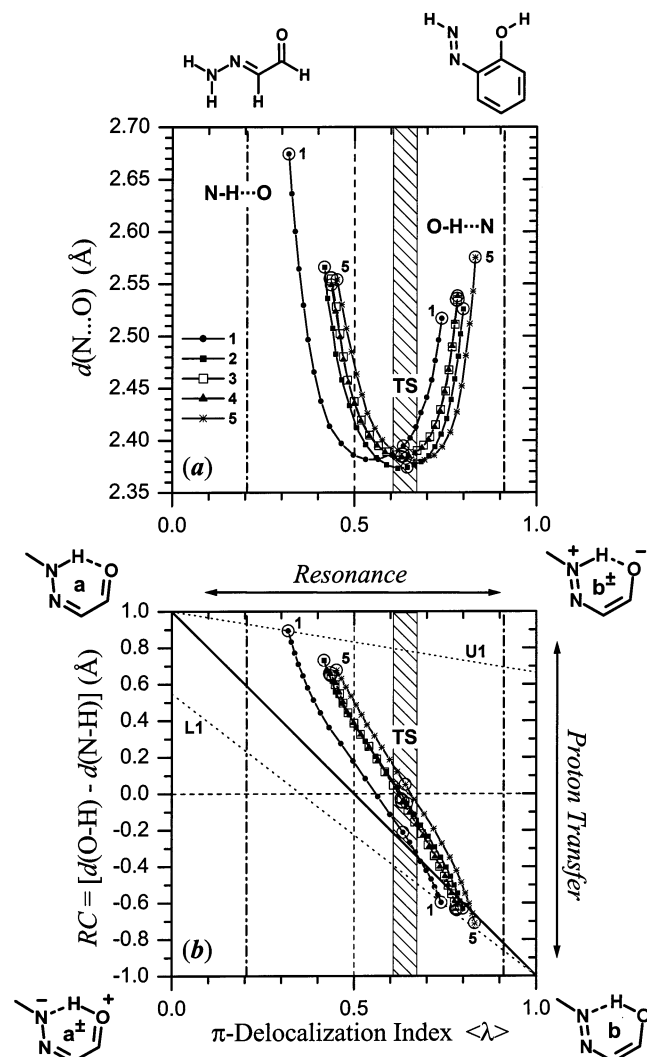 O
H
N
N
N
H
H
H
H
H
O
N
2.70
2.65
2.60
2.55
2.50
2.45
2.40
2.35
d(N...O) (Å)
N-H···O
O-H···N
1
5
1
5
1
2
3
4
5
TS
(a)
0.0
0.5
1.0
H
N
a
O
N
Resonance
N
+
H
O
−
b±
N
1.0
0.8
0.6
0.4
0.2
0.0
-0.2
-0.4
-0.6
-0.8
-1.0
RC = [d(O-H) - d(N-H)] (Å)
1
5
U1
L1
TS
1
5
(b)
Proton Transfer
0.0
0.5
1.0
π-Delocalization Index <λ>
N
−
H
O
+
a±
N
N
H
O
b
N